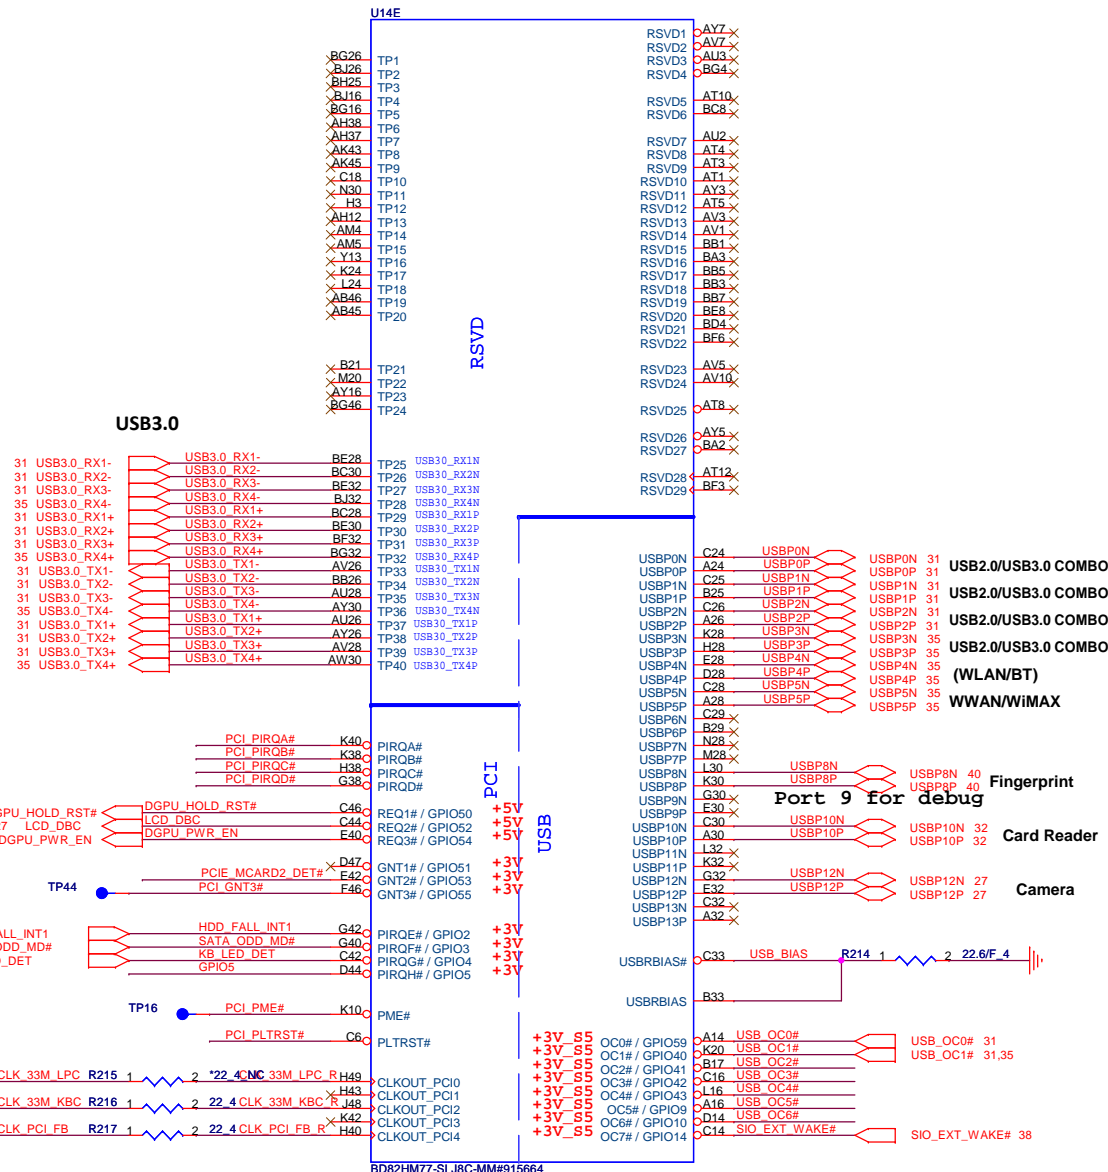 U14E
RSVD1 AY7
RSVD2 AV7
RSVD3 AU3
RSVD4 BG4
BG26 TP1
BJ26 TP2
BH25 TP3
BJ16 TP4
BG16 TP5
AH38 TP6
AH37 TP7
AK43 TP8
AK45 TP9
C18 TP10
N30 TP11
H3 TP12
AH12 TP13
AM4 TP14
AM5 TP15
Y13 TP16
K24 TP17
L24 TP18
AB46 TP19
AB45 TP20
RSVD5 AT10
RSVD6 BC8
RSVD7 AU2
RSVD8 AT4
RSVD9 AT3
RSVD10 AT1
RSVD11 AY3
RSVD12 AT5
RSVD13 AV3
RSVD14 AV1
RSVD15 BB1
RSVD16 BA3
RSVD17 BB5
RSVD18 BB3
RSVD19 BB7
RSVD20 BE8
RSVD21 BD4
RSVD22 BF6
RSVD
B21 TP21
M20 TP22
AY16 TP23
BG46 TP24
RSVD23 AV5
RSVD24 AV10
RSVD25 AT8
RSVD26 AY5
RSVD27 BA2
RSVD28 AT12
RSVD29 BF3
USB3.0
31 USB3.0_RX1- USB3.0_RX1- BE28 TP25 USB30_RX1N
31 USB3.0_RX2- USB3.0_RX2- BC30 TP26 USB30_RX2N
31 USB3.0_RX3- USB3.0_RX3- BE32 TP27 USB30_RX3N
35 USB3.0_RX4- USB3.0_RX4- BJ32 TP28 USB30_RX4N
31 USB3.0_RX1+ USB3.0_RX1+ BC28 TP29 USB30_RX1P
31 USB3.0_RX2+ USB3.0_RX2+ BE30 TP30 USB30_RX2P
31 USB3.0_RX3+ USB3.0_RX3+ BF32 TP31 USB30_RX3P
35 USB3.0_RX4+ USB3.0_RX4+ BG32 TP32 USB30_RX4P
31 USB3.0_TX1- USB3.0_TX1- AV26 TP33 USB30_TX1N
31 USB3.0_TX2- USB3.0_TX2- BB26 TP34 USB30_TX2N
31 USB3.0_TX3- USB3.0_TX3- AU28 TP35 USB30_TX3N
35 USB3.0_TX4- USB3.0_TX4- AY30 TP36 USB30_TX4N
31 USB3.0_TX1+ USB3.0_TX1+ AU26 TP37 USB30_TX1P
31 USB3.0_TX2+ USB3.0_TX2+ AY26 TP38 USB30_TX2P
31 USB3.0_TX3+ USB3.0_TX3+ AV28 TP39 USB30_TX3P
35 USB3.0_TX4+ USB3.0_TX4+ AW30 TP40 USB30_TX4P
USBP0N C24 USBP0N USBP0N 31
USBP0P A24 USBP0P USBP0P 31 USB2.0/USB3.0 COMBO
USBP1N C25 USBP1N USBP1N 31
USBP1P B25 USBP1P USBP1P 31 USB2.0/USB3.0 COMBO
USBP2N C26 USBP2N USBP2N 31
USBP2P A26 USBP2P USBP2P 31 USB2.0/USB3.0 COMBO
USBP3N K28 USBP3N USBP3N 35
USBP3P H28 USBP3P USBP3P 35 USB2.0/USB3.0 COMBO
USBP4N E28 USBP4N USBP4N 35
USBP4P D28 USBP4P USBP4P 35 (WLAN/BT)
USBP5N C28 USBP5N USBP5N 35
USBP5P A28 USBP5P USBP5P 35 WWAN/WiMAX
USBP6N C29
USBP6P B29
USBP7N N28
USBP7P M28
USBP8N L30 USBP8N USBP8N 40
USBP8P K30 USBP8P USBP8P 40 Fingerprint
USBP9N G30
USBP9P E30 Port 9 for debug
USBP10N C30 USBP10N USBP10N 32
USBP10P A30 USBP10P USBP10P 32 Card Reader
USBP11N L32
USBP11P K32
USBP12N G32 USBP12N USBP12N 27
USBP12P E32 USBP12P USBP12P 27 Camera
USBP13N C32
USBP13P A32
PCI
USB
PCI_PIRQA# K40 PIRQA#
PCI_PIRQB# K38 PIRQB#
PCI_PIRQC# H38 PIRQC#
PCI_PIRQD# G38 PIRQD#
GPU_HOLD_RST# DGPU_HOLD_RST# C46 REQ1# / GPIO50 +5V
7 LCD_DBC LCD_DBC C44 REQ2# / GPIO52 +5V
DGPU_PWR_EN DGPU_PWR_EN E40 REQ3# / GPIO54 +5V
D47 GNT1# / GPIO51 +3V
PCIE_MCARD2_DET# E42 GNT2# / GPIO53 +3V
TP44 PCI_GNT3# F46 GNT3# / GPIO55 +3V
ALL_INT1 HDD_FALL_INT1 G42 PIRQE# / GPIO2 +3V
ODD_MD# SATA_ODD_MD# G40 PIRQF# / GPIO3 +3V
D_DET KB_LED_DET C42 PIRQG# / GPIO4 +3V
GPIO5 D44 PIRQH# / GPIO5 +3V
USBRBIAS# C33 USB_BIAS R214 1 2 22.6/F_4
USBRBIAS B33
TP16 PCI_PME# K10 PME#
PCI_PLTRST# C6 PLTRST#
+3V_S5 OC0# / GPIO59 A14 USB_OC0# USB_OC0# 31
+3V_S5 OC1# / GPIO40 K20 USB_OC1# USB_OC1# 31,35
+3V_S5 OC2# / GPIO41 B17 USB_OC2#
+3V_S5 OC3# / GPIO42 C16 USB_OC3#
+3V_S5 OC4# / GPIO43 L16 USB_OC4#
+3V_S5 OC5# / GPIO9 A16 USB_OC5#
+3V_S5 OC6# / GPIO10 D14 USB_OC6#
+3V_S5 OC7# / GPIO14 C14 SIO_EXT_WAKE# SIO_EXT_WAKE# 38
CLK_33M_LPC R215 1 2 *22_4_NC CLK_33M_LPC_R H49 CLKOUT_PCI0
H43 CLKOUT_PCI1
CLK_33M_KBC R216 1 2 22_4 CLK_33M_KBC_R J48 CLKOUT_PCI2
K42 CLKOUT_PCI3
CLK_PCI_FB R217 1 2 22_4 CLK_PCI_FB_R H40 CLKOUT_PCI4
BD82HM77-SLJ8C-MM#915664